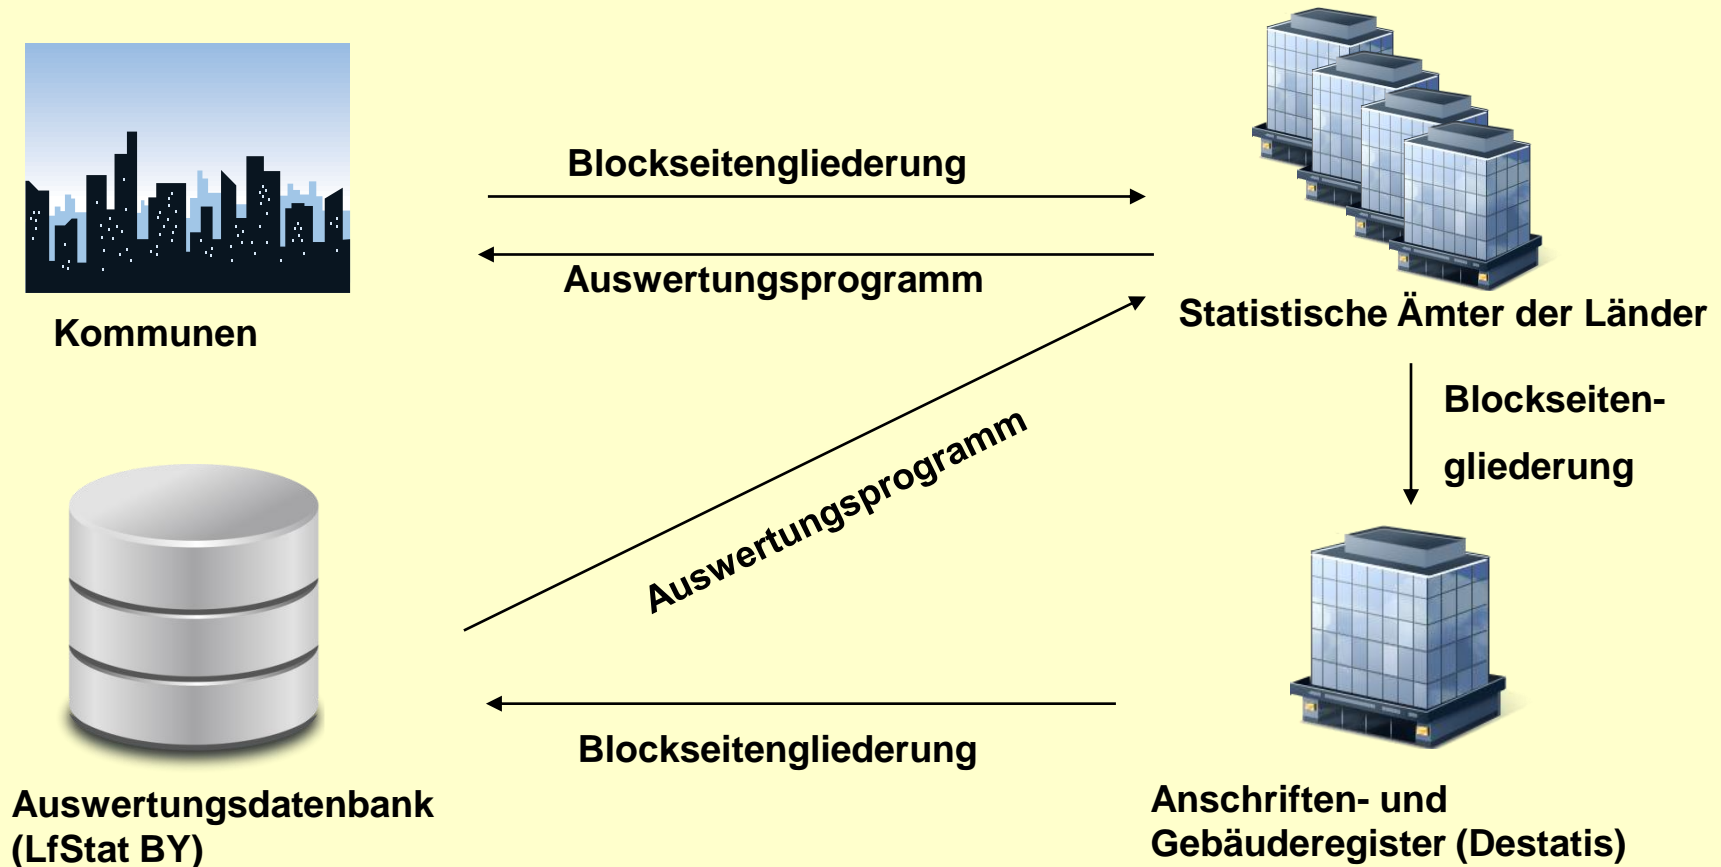 Blockseitengliederung
Auswertungsprogramm
Kommunen
Statistische Ämter der Länder
Blockseiten-
gliederung
Auswertungsprogramm
Blockseitengliederung
Auswertungsdatenbank
(LfStat BY)
Anschriften- und
Gebäuderegister (Destatis)